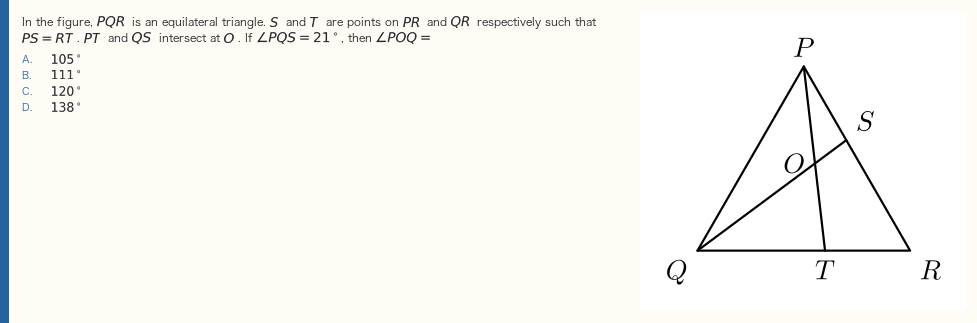 In the figure, PQR is an equilateral triangle. S and T are points on PR and QR respectively such that
PS = RT . PT and QS intersect at O . If ∠PQS = 21° , then ∠POQ =
A. 105°
B. 111°
C. 120°
D. 138°
P
S
O
Q T R